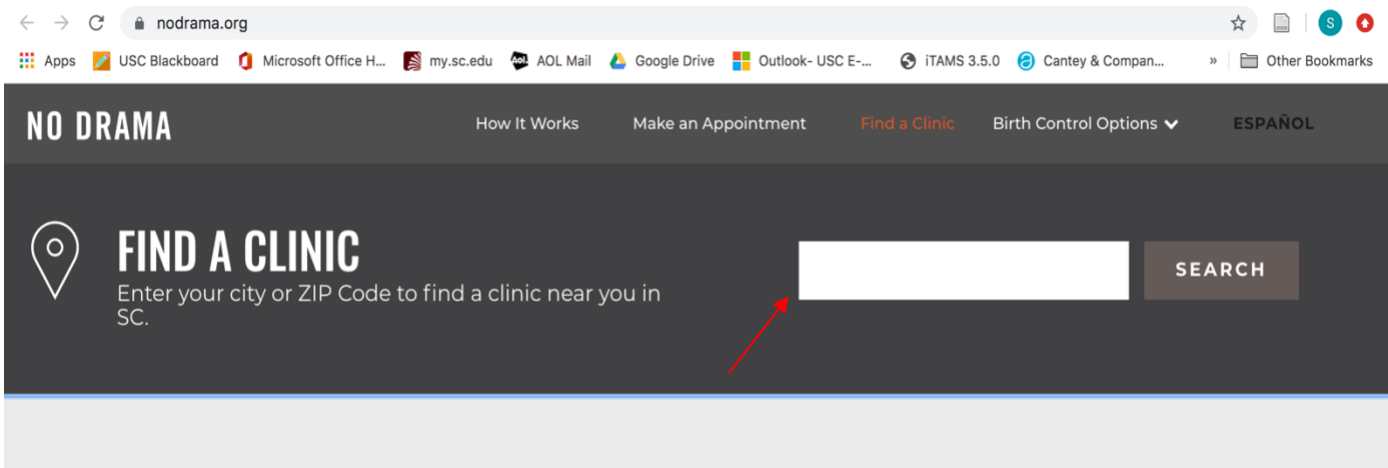 nodrama.org
S
Apps USC Blackboard Microsoft Office H... my.sc.edu AOL Mail Google Drive Outlook- USC E-... iTAMS 3.5.0 Cantey & Compan... » Other Bookmarks
NO DRAMA How It Works Make an Appointment Find a Clinic Birth Control Options ESPAÑOL
FIND A CLINIC
Enter your city or ZIP Code to find a clinic near you in
SC.
SEARCH